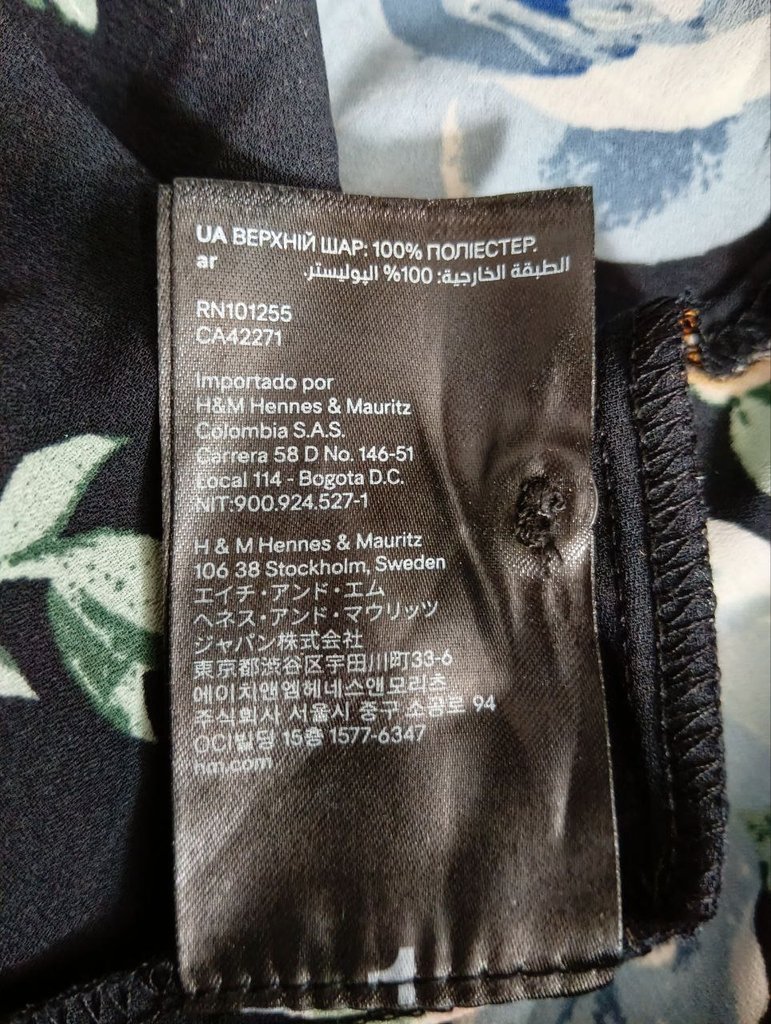 UA ВЕРХНІЙ ШАР: 100% ПОЛІЕСТЕР.
ar الطبقة الخارجية: 100% البوليستر.
RN101255
CA42271
Importado por
H&M Hennes & Mauritz
Colombia S.A.S.
Carrera 58 D No. 146-51
Local 114 - Bogota D.C.
NIT:900.924.527-1
H & M Hennes & Mauritz
106 38 Stockholm, Sweden
エイチ・アンド・エム
ヘネス・アンド・マウリッツ
ジャパン株式会社
東京都渋谷区宇田川町33-6
에이치앤엠헤네스앤모리츠
주식회사 서울시 중구 소공로 94
OCI빌딩 15층 1577-6347
hm.com
1